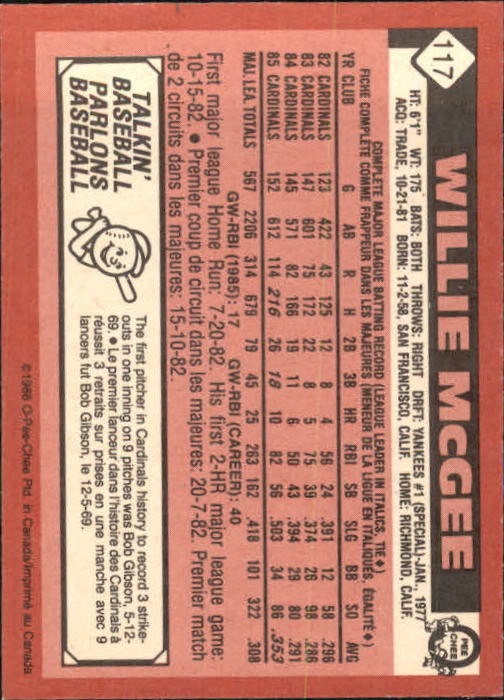 117
WILLIE McGEE
HT: 6'1" WT: 175 BATS: BOTH THROWS: RIGHT DRFT: YANKEES #1 (SPECIAL)-JAN., 1977
ACQ: TRADE, 10-21-81 BORN: 11-2-58, SAN FRANCISCO, CALIF. HOME: RICHMOND, CALIF.
O PEE CHEE
COMPLETE MAJOR LEAGUE BATTING RECORD (LEAGUE LEADER IN ITALICS, TIE ♦)
FICHE COMPLÈTE COMME FRAPPEUR DANS LES MAJEURES (MENEUR DE LA LIGUE EN ITALIQUES, ÉGALITÉ ♦)
YR CLUB G AB R H 2B 3B HR RBI SB SLG BB SO AVG
82 CARDINALS 123 422 43 125 12 8 4 56 24 .391 12 58 .296
83 CARDINALS 147 601 75 172 22 8 5 75 39 .374 26 98 .286
84 CARDINALS 145 571 82 166 19 11 6 50 43 .394 29 80 .291
85 CARDINALS 152 612 114 216 26 18 10 82 56 .503 34 86 .353
MAJ. LEA. TOTALS 567 2206 314 679 79 45 25 263 162 .418 101 322 .308
GW-RBI (1985): 17 GW-RBI (CAREER): 40
First major league Home Run: 7-20-82. His first 2-HR major league game:
10-15-82. ● Premier coup de circuit dans les majeures: 20-7-82. Premier match
de 2 circuits dans les majeures: 15-10-82.
TALKIN'
BASEBALL
PARLONS
BASEBALL
The first pitcher in Cardinals history to record 3 strike-
outs in one inning on 9 pitches was Bob Gibson, 5-12-
69. ● Le premier lanceur dans l'histoire des Cardinals à
réussit 3 retraits sur prises en une manche avec 9
lancers fut Bob Gibson, le 12-5-69.
©1986 O-Pee-Chee Ptd. in Canada/Imprimé au Canada